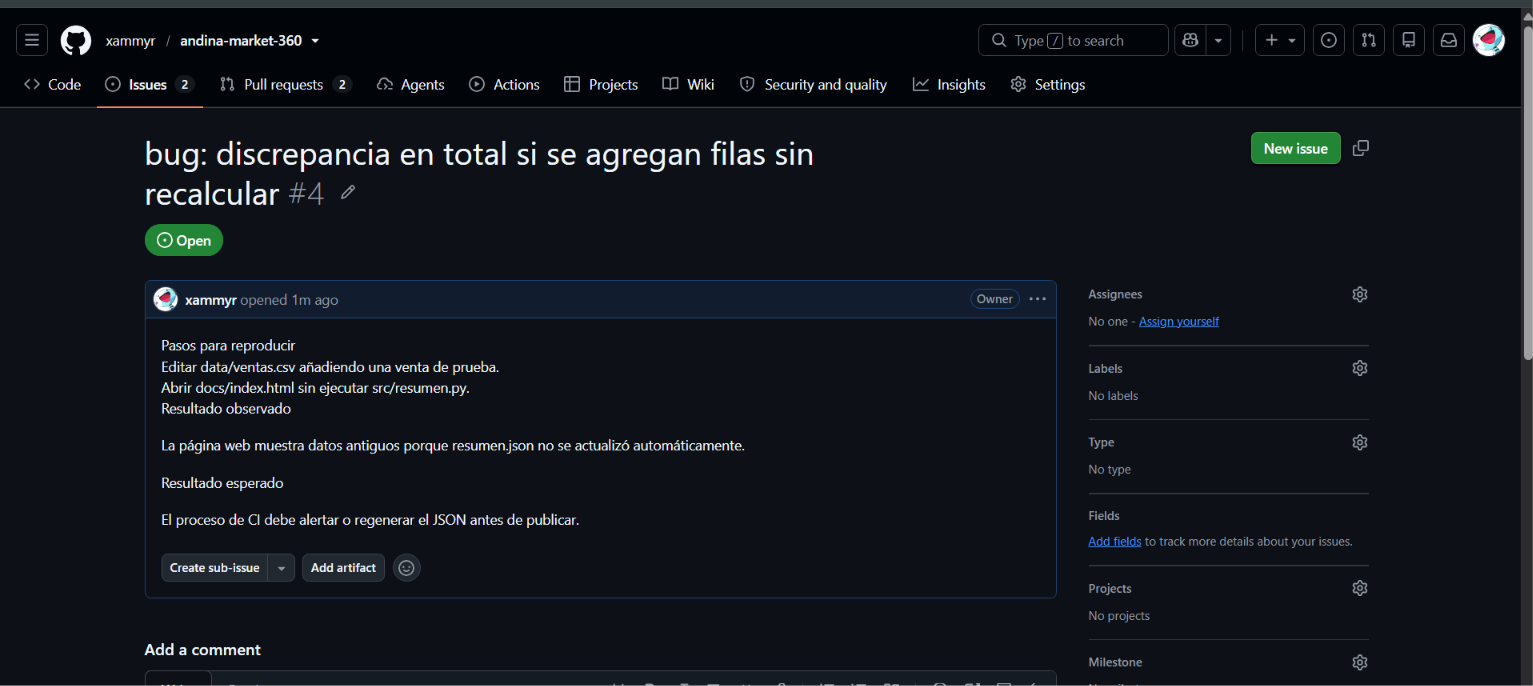 xammyr / andina-market-360
Type / to search
Code
Issues 2
Pull requests 2
Agents
Actions
Projects
Wiki
Security and quality
Insights
Settings
bug: discrepancia en total si se agregan filas sin
recalcular #4
New issue
Open
xammyr opened 1m ago
Owner
Pasos para reproducir
Editar data/ventas.csv añadiendo una venta de prueba.
Abrir docs/index.html sin ejecutar src/resumen.py.
Resultado observado
La página web muestra datos antiguos porque resumen.json no se actualizó automáticamente.
Resultado esperado
El proceso de CI debe alertar o regenerar el JSON antes de publicar.
Create sub-issue
Add artifact
Assignees
No one - Assign yourself
Labels
No labels
Type
No type
Fields
Add fields to track more details about your issues.
Projects
No projects
Milestone
Add a comment